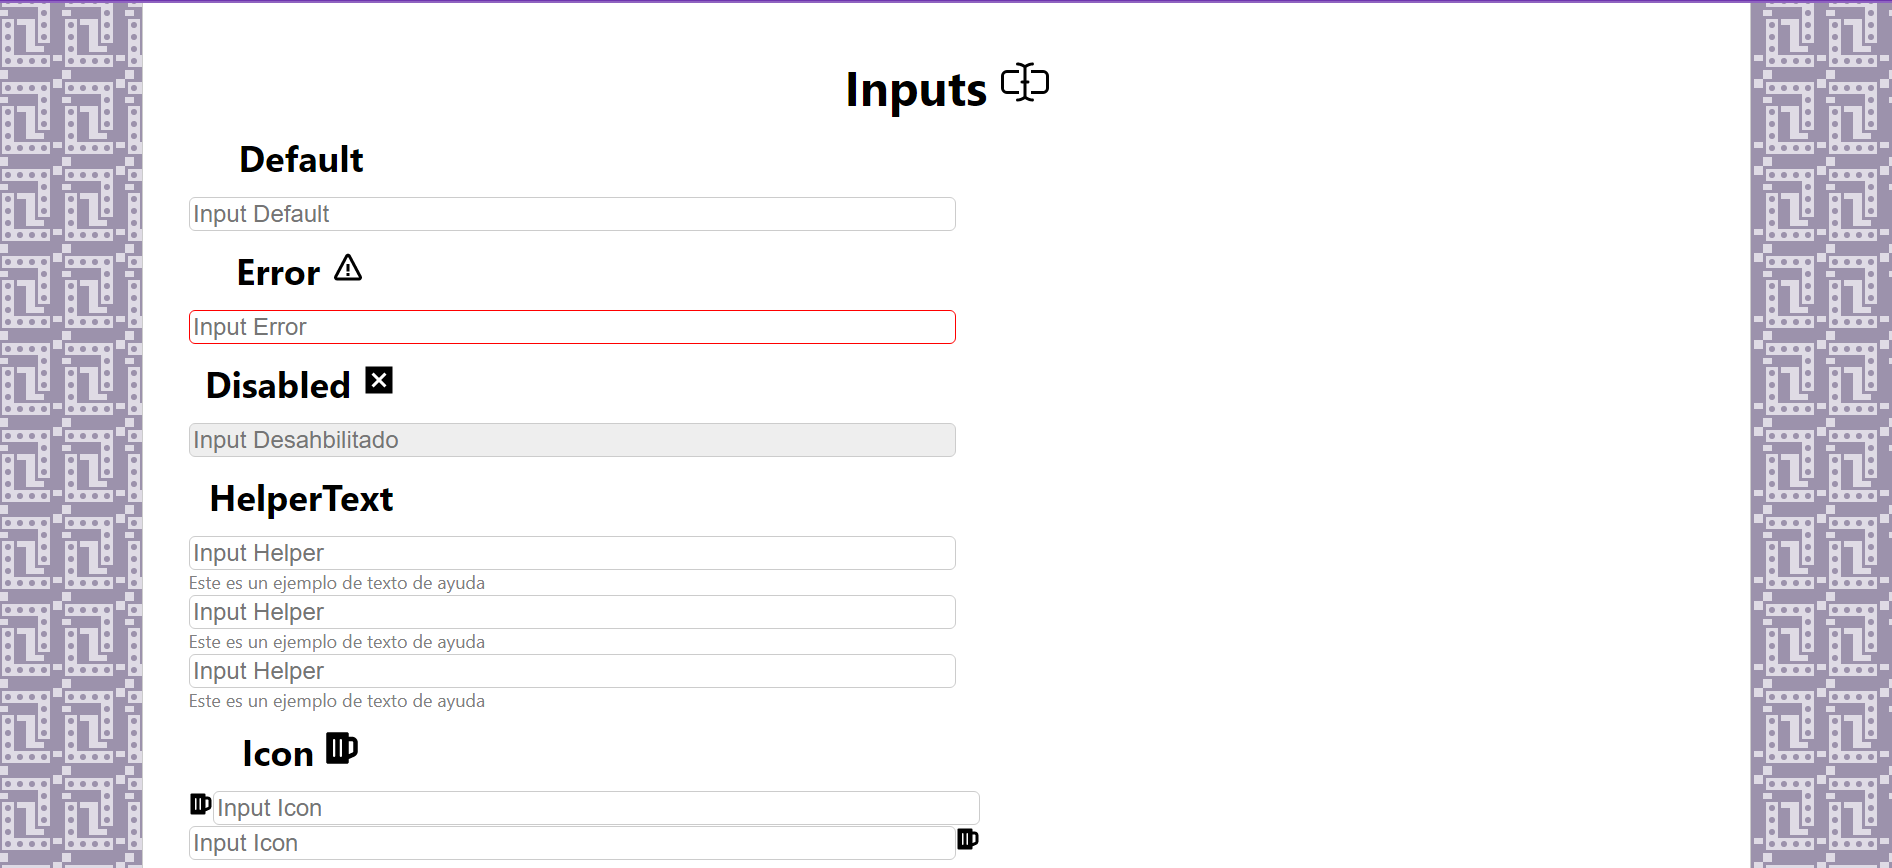 Inputs
Default
Input Default
Error
Input Error
Disabled
Input Desahbilitado
HelperText
Input Helper
Este es un ejemplo de texto de ayuda
Input Helper
Este es un ejemplo de texto de ayuda
Input Helper
Este es un ejemplo de texto de ayuda
Icon
Input Icon
Input Icon